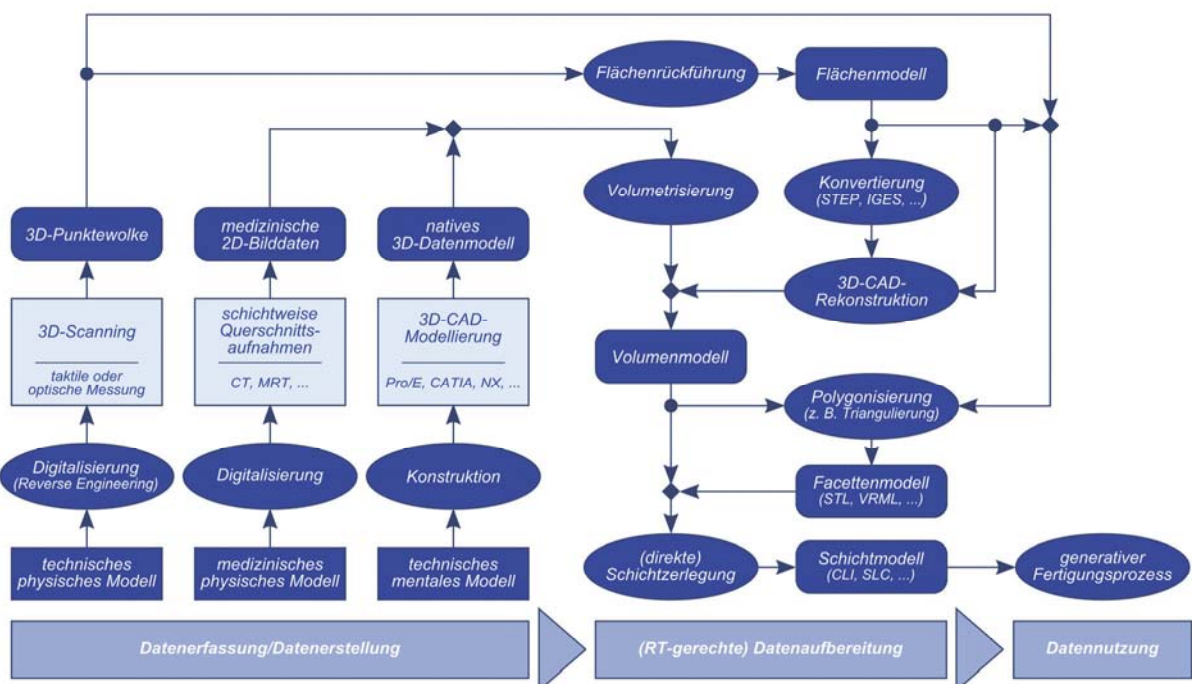 Flächenrückführung
Flächenmodell
Volumetrisierung
Konvertierung
(STEP, IGES, ...)
3D-Punktewolke
medizinische
2D-Bilddaten
natives
3D-Datenmodell
3D-CAD-
Rekonstruktion
3D-Scanning
taktile oder
optische Messung
schichtweise
Querschnitts-
aufnahmen
CT, MRT, ...
3D-CAD-
Modellierung
Pro/E, CATIA, NX, ...
Volumenmodell
Polygonisierung
(z. B. Triangulierung)
Digitalisierung
(Reverse Engineering)
Digitalisierung
Konstruktion
Facettenmodell
(STL, VRML, ...)
technisches
physisches Modell
medizinisches
physisches Modell
technisches
mentales Modell
(direkte)
Schichtzerlegung
Schichtmodell
(CLI, SLC, ...)
generativer
Fertigungsprozess
Datenerfassung/Datenerstellung
(RT-gerechte) Datenaufbereitung
Datennutzung